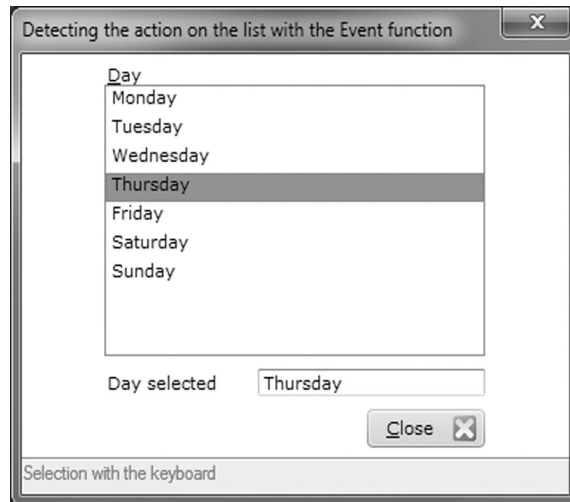 Detecting the action on the list with the Event function
x
Day
Monday
Tuesday
Wednesday
Thursday
Friday
Saturday
Sunday
Day selected Thursday
Close
Selection with the keyboard